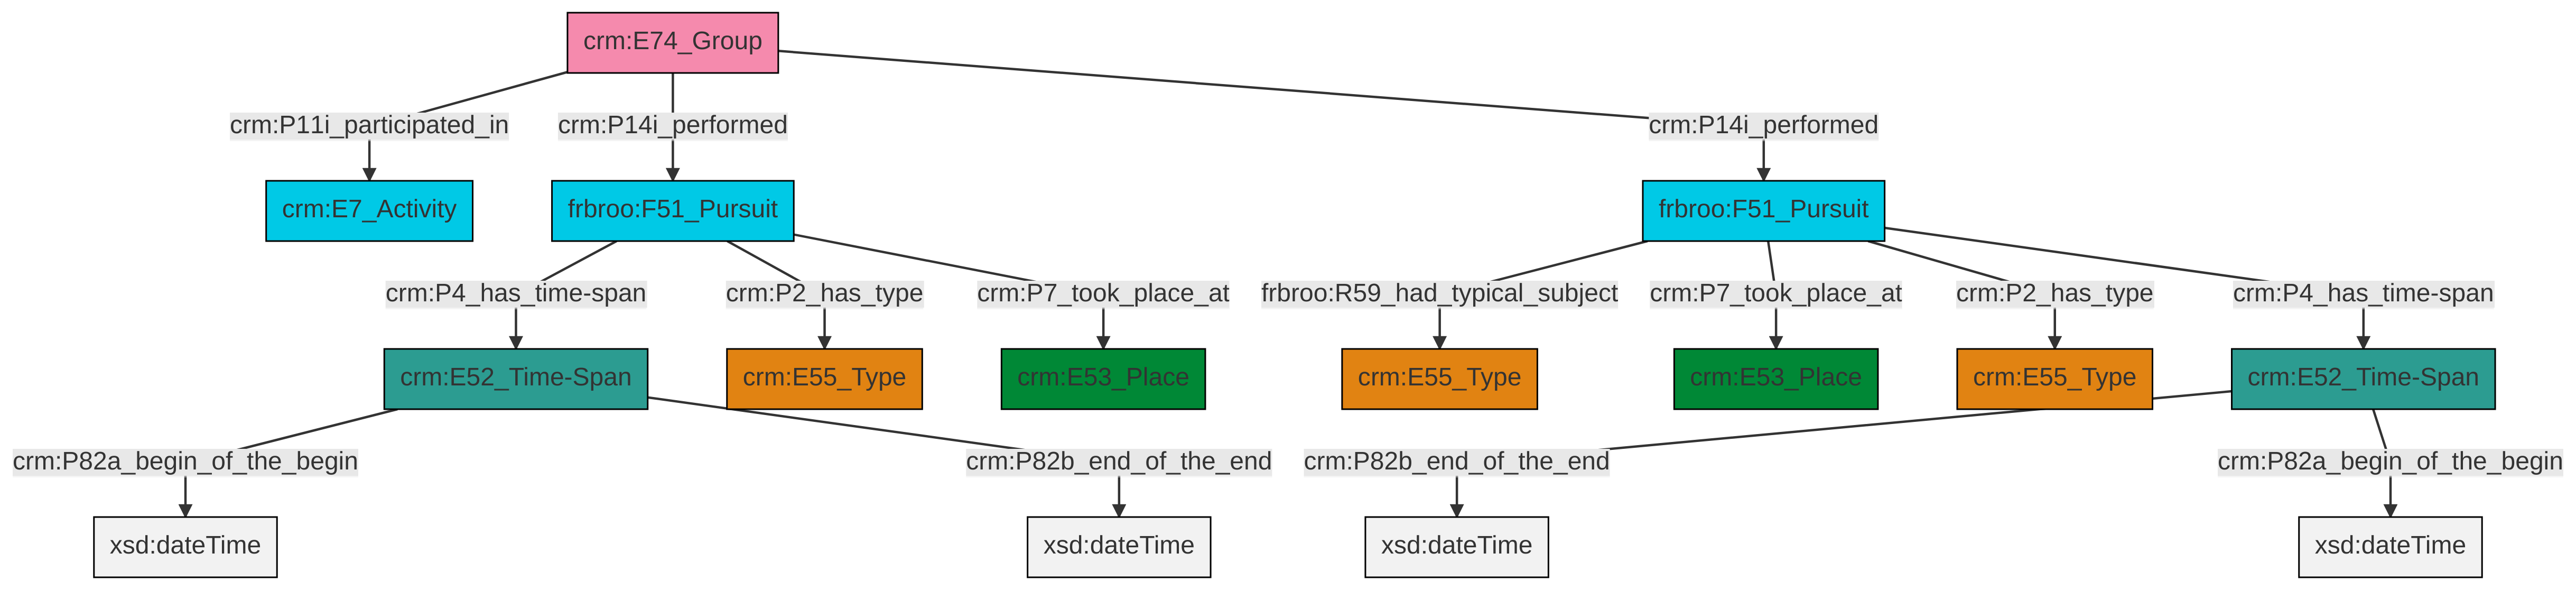 crm:E74_Group
crm:P11i_participated_in
crm:P14i_performed
crm:P14i_performed
crm:E7_Activity
frbroo:F51_Pursuit
frbroo:F51_Pursuit
crm:P4_has_time-span
crm:P2_has_type
crm:P7_took_place_at
frbroo:R59_had_typical_subject
crm:P7_took_place_at
crm:P2_has_type
crm:P4_has_time-span
crm:E52_Time-Span
crm:E55_Type
crm:E53_Place
crm:E55_Type
crm:E53_Place
crm:E55_Type
crm:E52_Time-Span
crm:P82a_begin_of_the_begin
crm:P82b_end_of_the_end
crm:P82b_end_of_the_end
crm:P82a_begin_of_the_begin
xsd:dateTime
xsd:dateTime
xsd:dateTime
xsd:dateTime